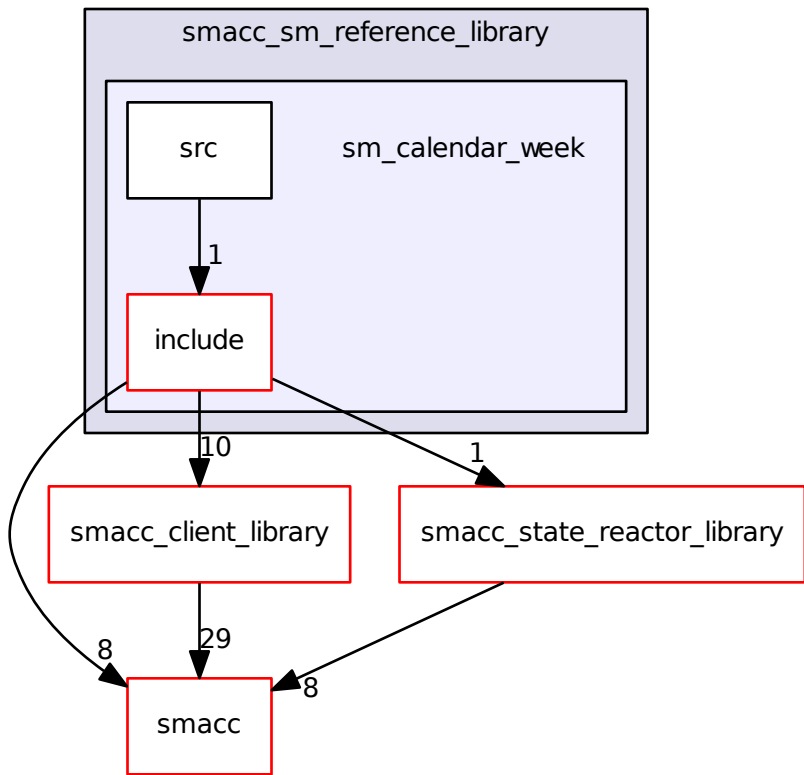 smacc_sm_reference_library
src
sm_calendar_week
1
include
10
1
smacc_client_library
smacc_state_reactor_library
29
8
8
smacc